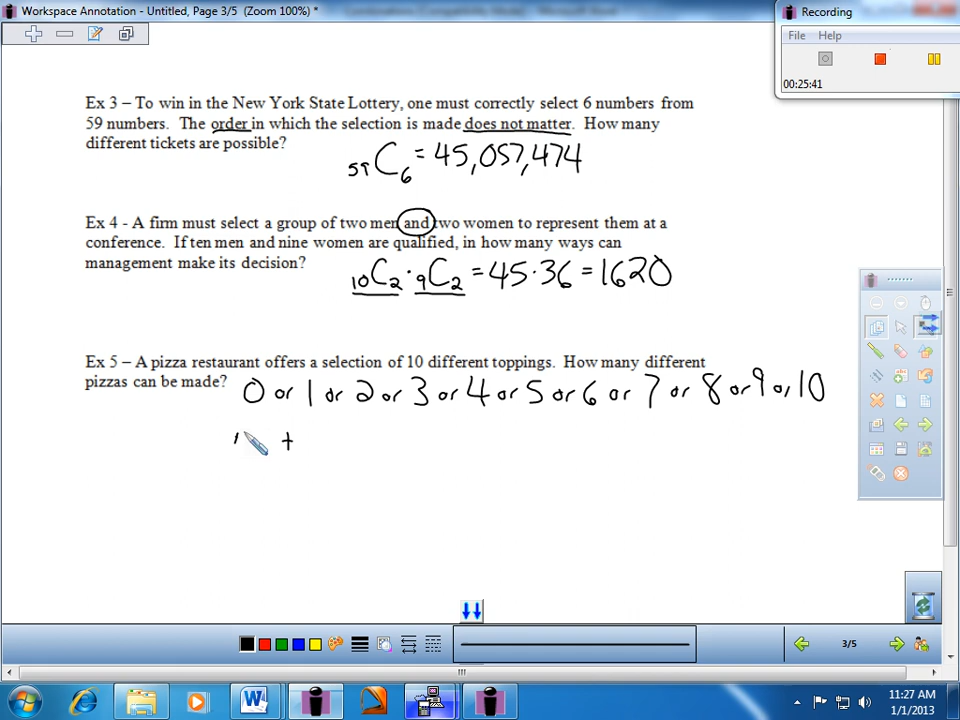 Workspace Annotation - Untitled, Page 3/5 (Zoom 100%) *
Recording
File Help
00:25:41
Ex 3 – To win in the New York State Lottery, one must correctly select 6 numbers from
59 numbers. The order in which the selection is made does not matter. How many
different tickets are possible?
59C6 = 45,057,474
Ex 4 - A firm must select a group of two men and two women to represent them at a
conference. If ten men and nine women are qualified, in how many ways can
management make its decision?
10C2 · 9C2 = 45·36 = 1620
Ex 5 – A pizza restaurant offers a selection of 10 different toppings. How many different
pizzas can be made?
0 or 1 or 2 or 3 or 4 or 5 or 6 or 7 or 8 or 9 or 10
+
3/5
11:27 AM
1/1/2013